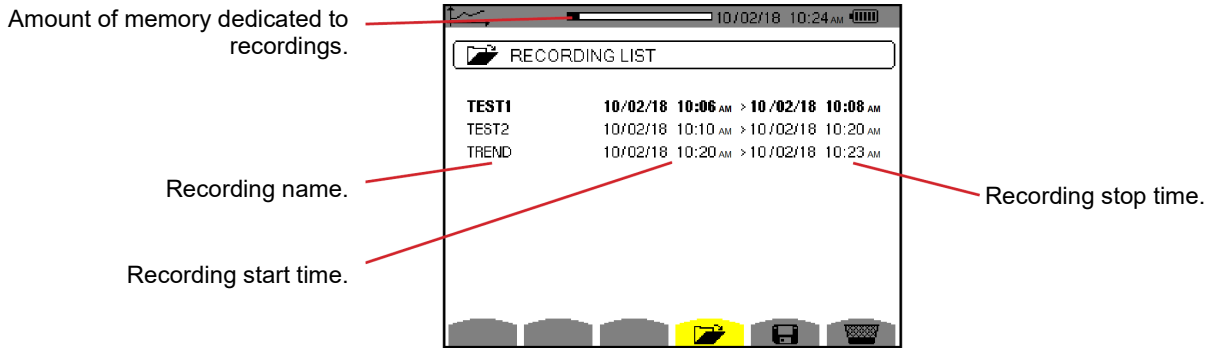 Amount of memory dedicated to
recordings.
10/02/18 10:24 AM
RECORDING LIST
TEST1 10/02/18 10:06 AM > 10/02/18 10:08 AM
TEST2 10/02/18 10:10 AM > 10/02/18 10:20 AM
TREND 10/02/18 10:20 AM > 10/02/18 10:23 AM
Recording name.
Recording stop time.
Recording start time.